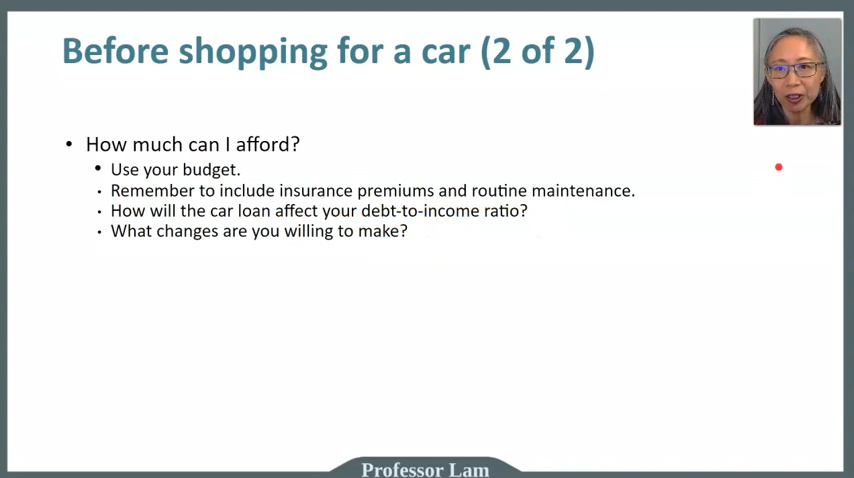 Before shopping for a car (2 of 2)
• How much can I afford?
• Use your budget.
• Remember to include insurance premiums and routine maintenance.
• How will the car loan affect your debt-to-income ratio?
• What changes are you willing to make?
Professor Lam